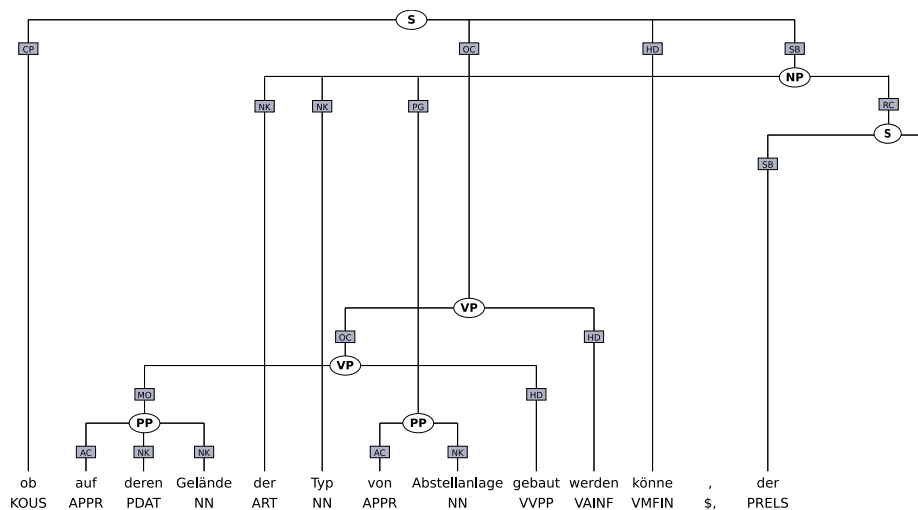 S
CP OC HD SB
NP
NK NK PG RC
S
SB
VP
OC HD
VP
MO HD
PP PP
AC NK NK AC NK
ob auf deren Gelände der Typ von Abstellanlage gebaut werden könne , der
KOUS APPR PDAT NN ART NN APPR NN VVPP VAINF VMFIN $, PRELS